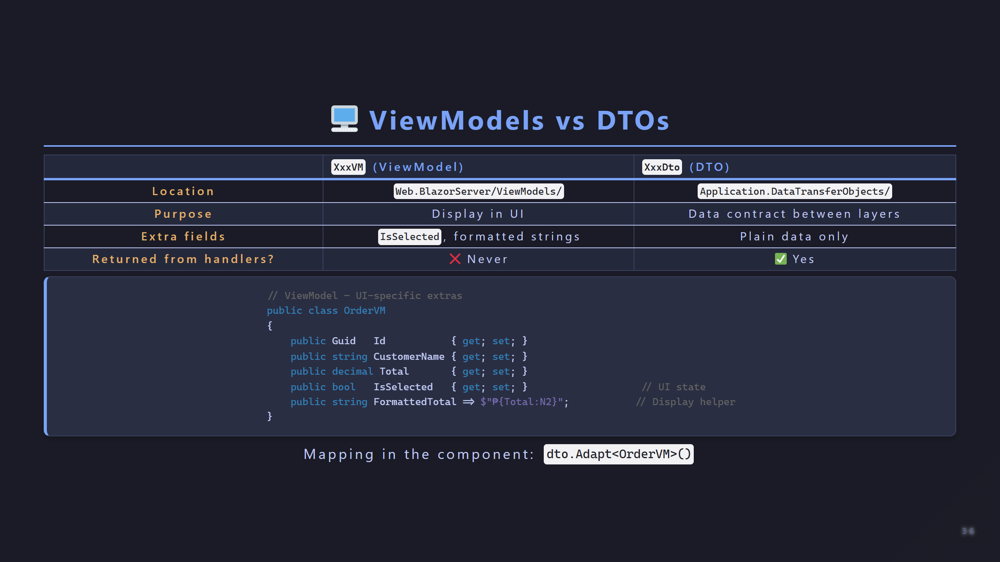 🖥️ ViewModels vs DTOs
XxxVM (ViewModel) XxxDto (DTO)
Location Web.BlazorServer/ViewModels/ Application.DataTransferObjects/
Purpose Display in UI Data contract between layers
Extra fields IsSelected, formatted strings Plain data only
Returned from handlers? ❌ Never ✅ Yes
// ViewModel — UI-specific extras
public class OrderVM
{
    public Guid   Id           { get; set; }
    public string CustomerName { get; set; }
    public decimal Total       { get; set; }
    public bool   IsSelected   { get; set; }                   // UI state
    public string FormattedTotal => $"₱{Total:N2}";           // Display helper
}
Mapping in the component: dto.Adapt<OrderVM>()
36